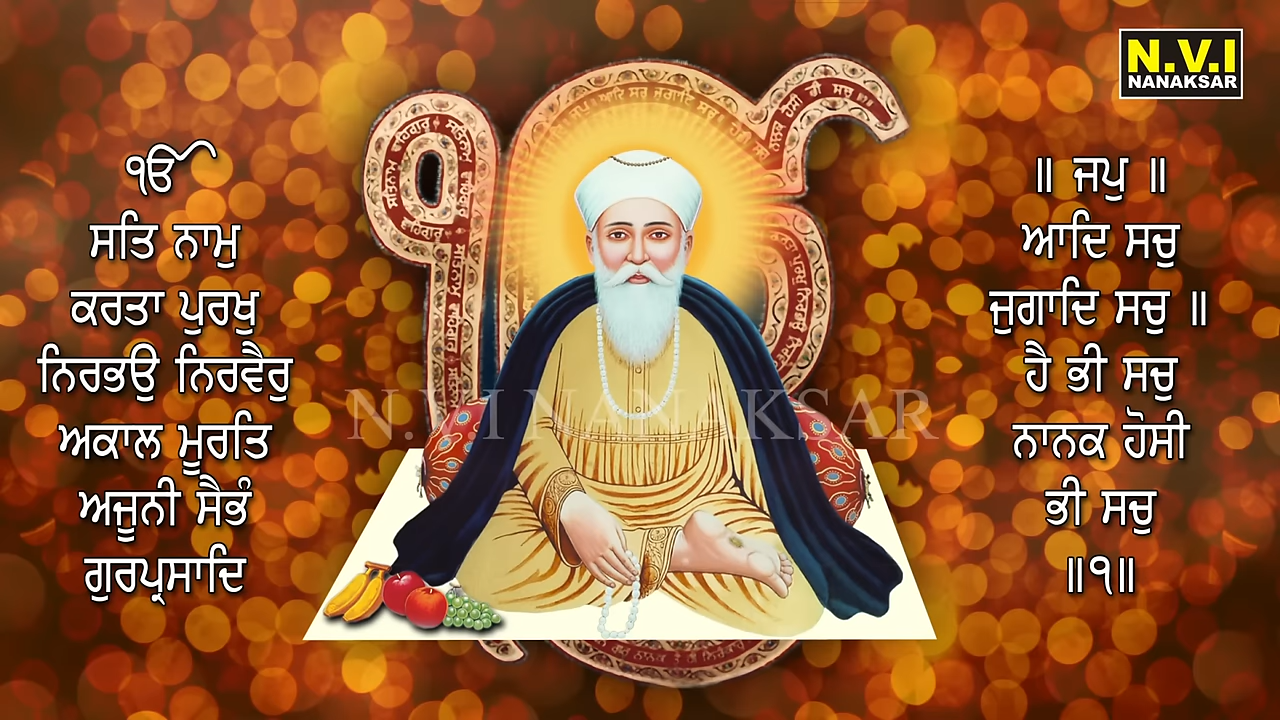 N.V.I
NANAKSAR
ੴ
ਸਤਿ ਨਾਮੁ
ਕਰਤਾ ਪੁਰਖੁ
ਨਿਰਭਉ ਨਿਰਵੈਰੁ
ਅਕਾਲ ਮੂਰਤਿ
ਅਜੂਨੀ ਸੈਭੰ
ਗੁਰਪ੍ਰਸਾਦਿ
॥ ਜਪੁ ॥
ਆਦਿ ਸਚੁ
ਜੁਗਾਦਿ ਸਚੁ ॥
ਹੈ ਭੀ ਸਚੁ
ਨਾਨਕ ਹੋਸੀ
ਭੀ ਸਚੁ
॥੧॥
N.V.I NANAKSAR